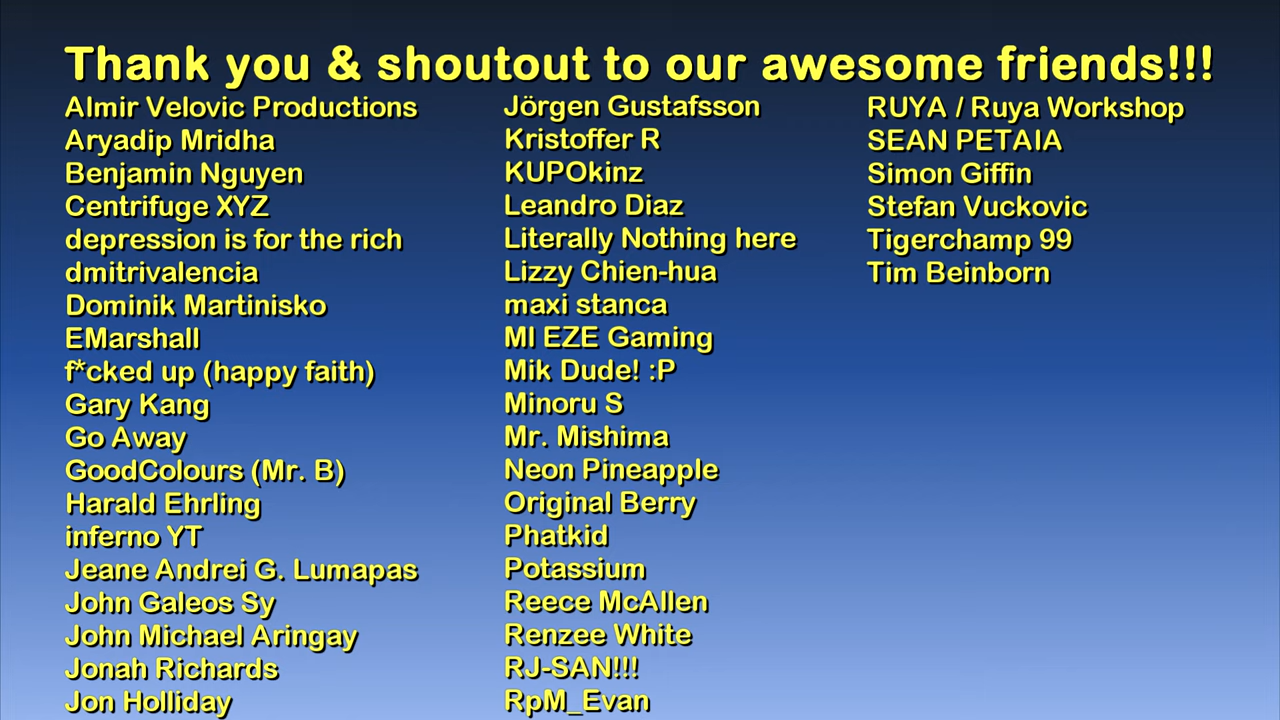 Thank you & shoutout to our awesome friends!!!
Almir Velovic Productions
Aryadip Mridha
Benjamin Nguyen
Centrifuge XYZ
depression is for the rich
dmitrivalencia
Dominik Martinisko
EMarshall
f*cked up (happy faith)
Gary Kang
Go Away
GoodColours (Mr. B)
Harald Ehrling
inferno YT
Jeane Andrei G. Lumapas
John Galeos Sy
John Michael Aringay
Jonah Richards
Jon Holliday
Jörgen Gustafsson
Kristoffer R
KUPOkinz
Leandro Diaz
Literally Nothing here
Lizzy Chien-hua
maxi stanca
MI EZE Gaming
Mik Dude! :P
Minoru S
Mr. Mishima
Neon Pineapple
Original Berry
Phatkid
Potassium
Reece McAllen
Renzee White
RJ-SAN!!!
RpM_Evan
RUYA / Ruya Workshop
SEAN PETAIA
Simon Giffin
Stefan Vuckovic
Tigerchamp 99
Tim Beinborn